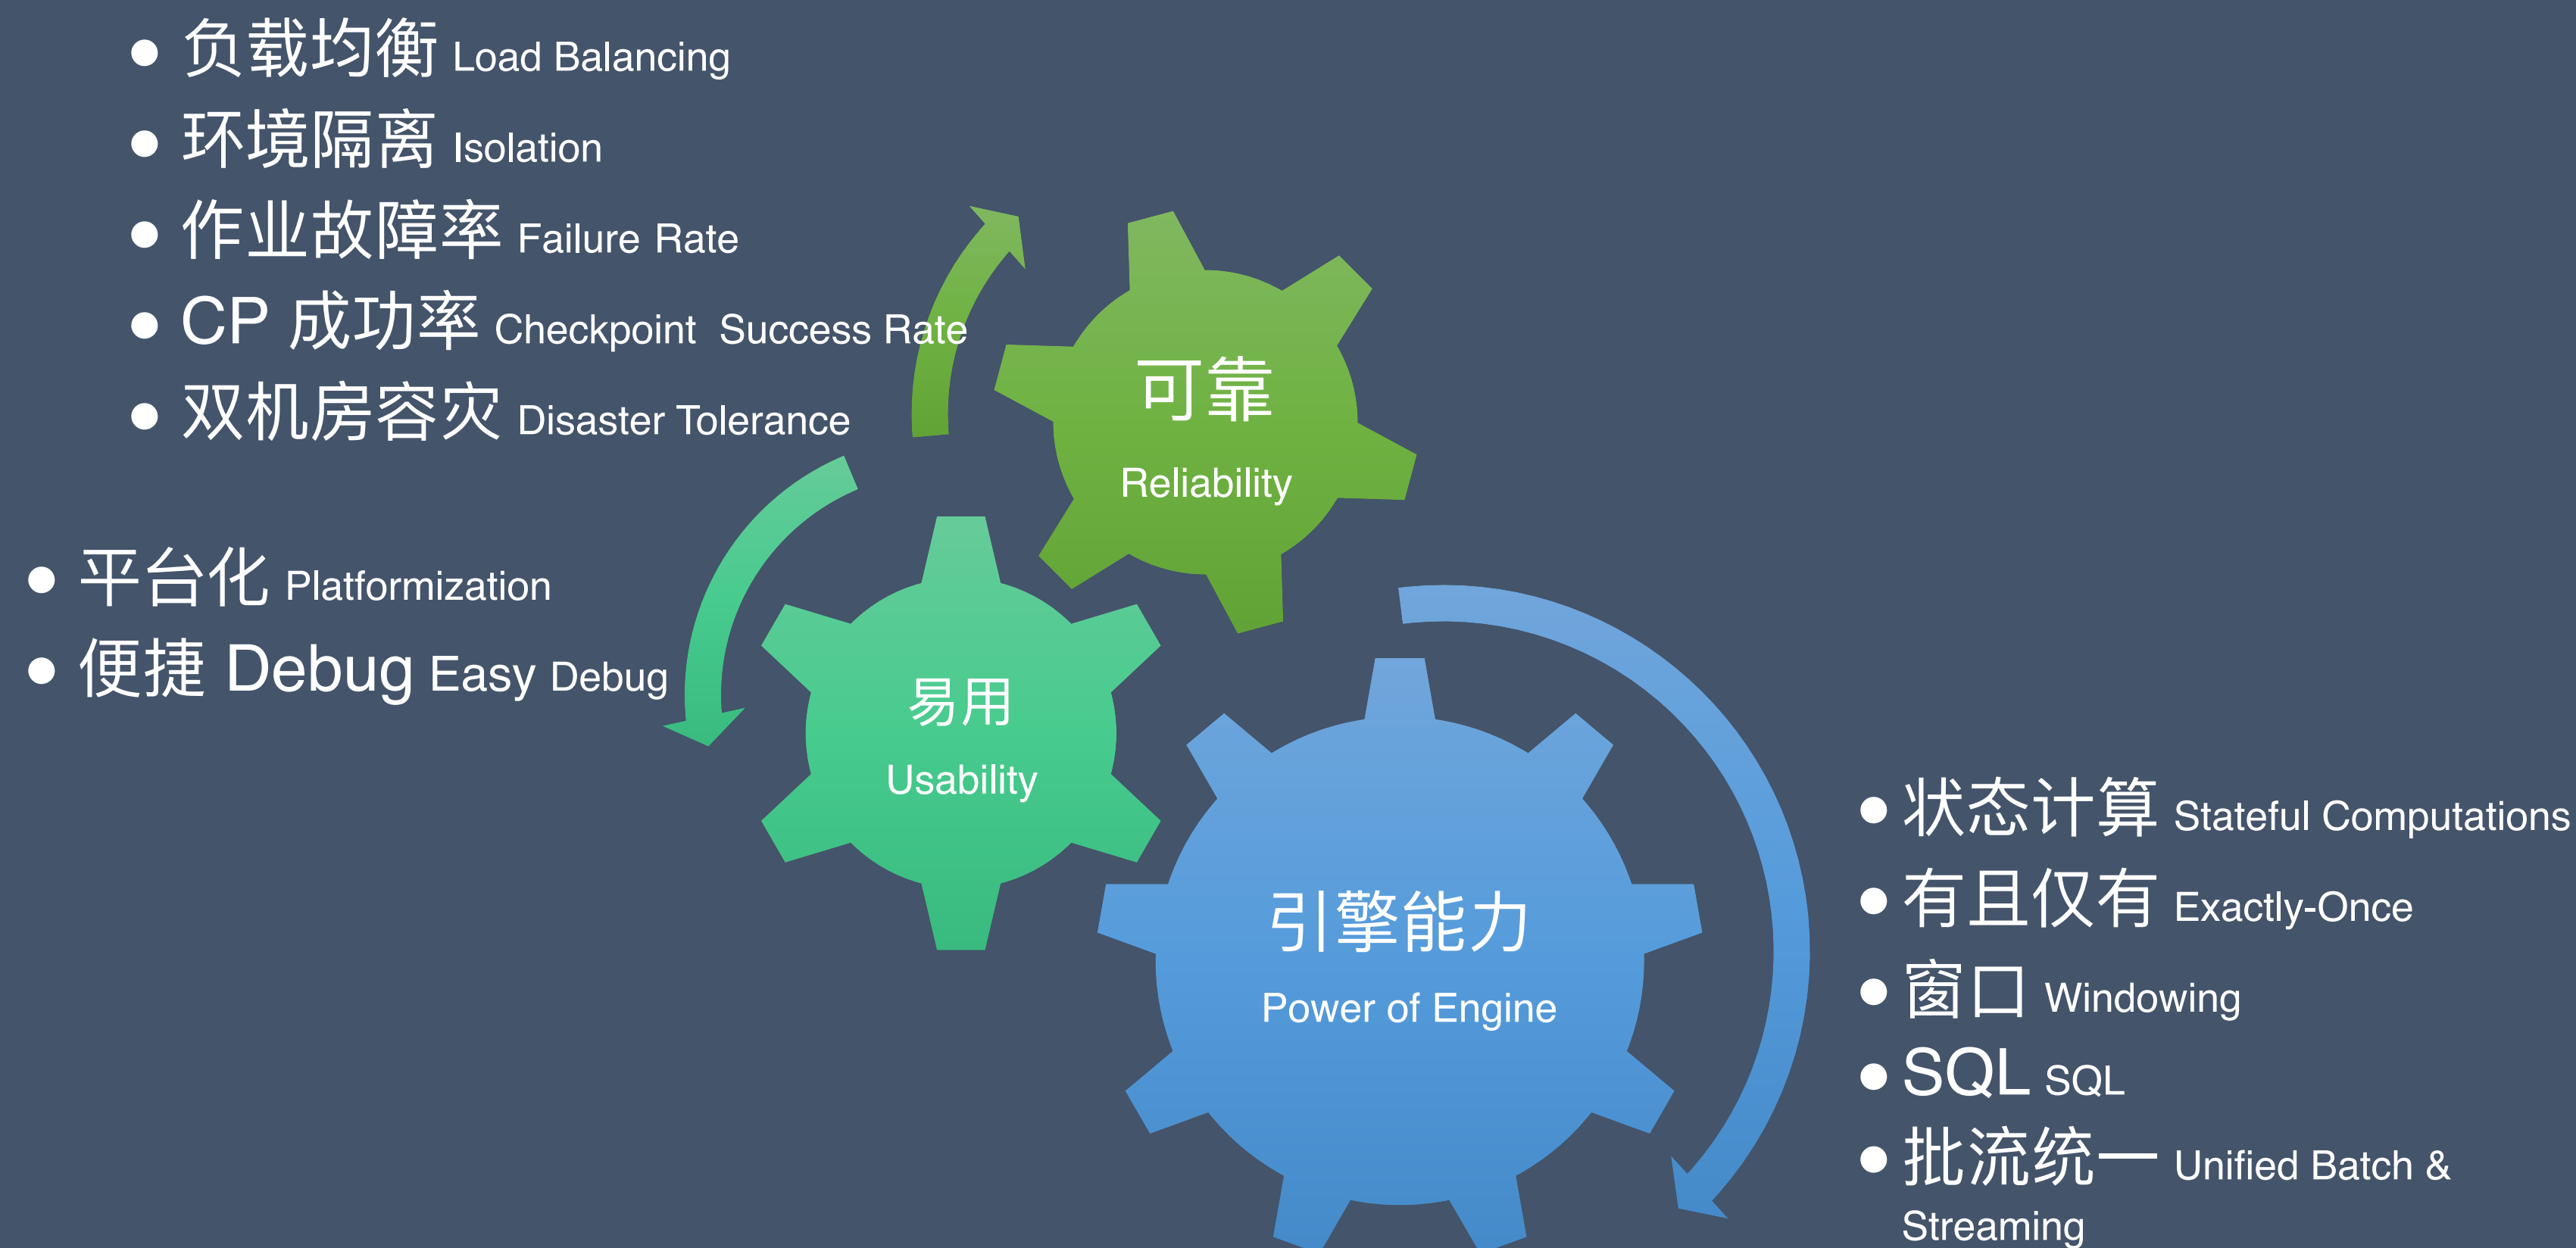 ● 负载均衡 Load Balancing
● 环境隔离 Isolation
● 作业故障率 Failure Rate
● CP 成功率 Checkpoint Success Rate
● 双机房容灾 Disaster Tolerance
可靠
Reliability
● 平台化 Platformization
● 便捷 Debug Easy Debug
易用
Usability
引擎能力
Power of Engine
● 状态计算 Stateful Computations
● 有且仅有 Exactly-Once
● 窗口 Windowing
● SQL SQL
● 批流统一 Unified Batch &
Streaming